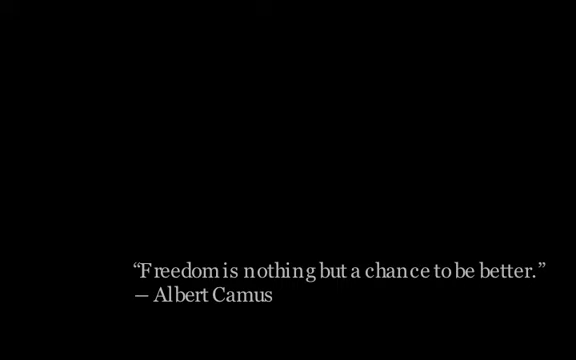 “Freedom is nothing but a chance to be better.”
— Albert Camus